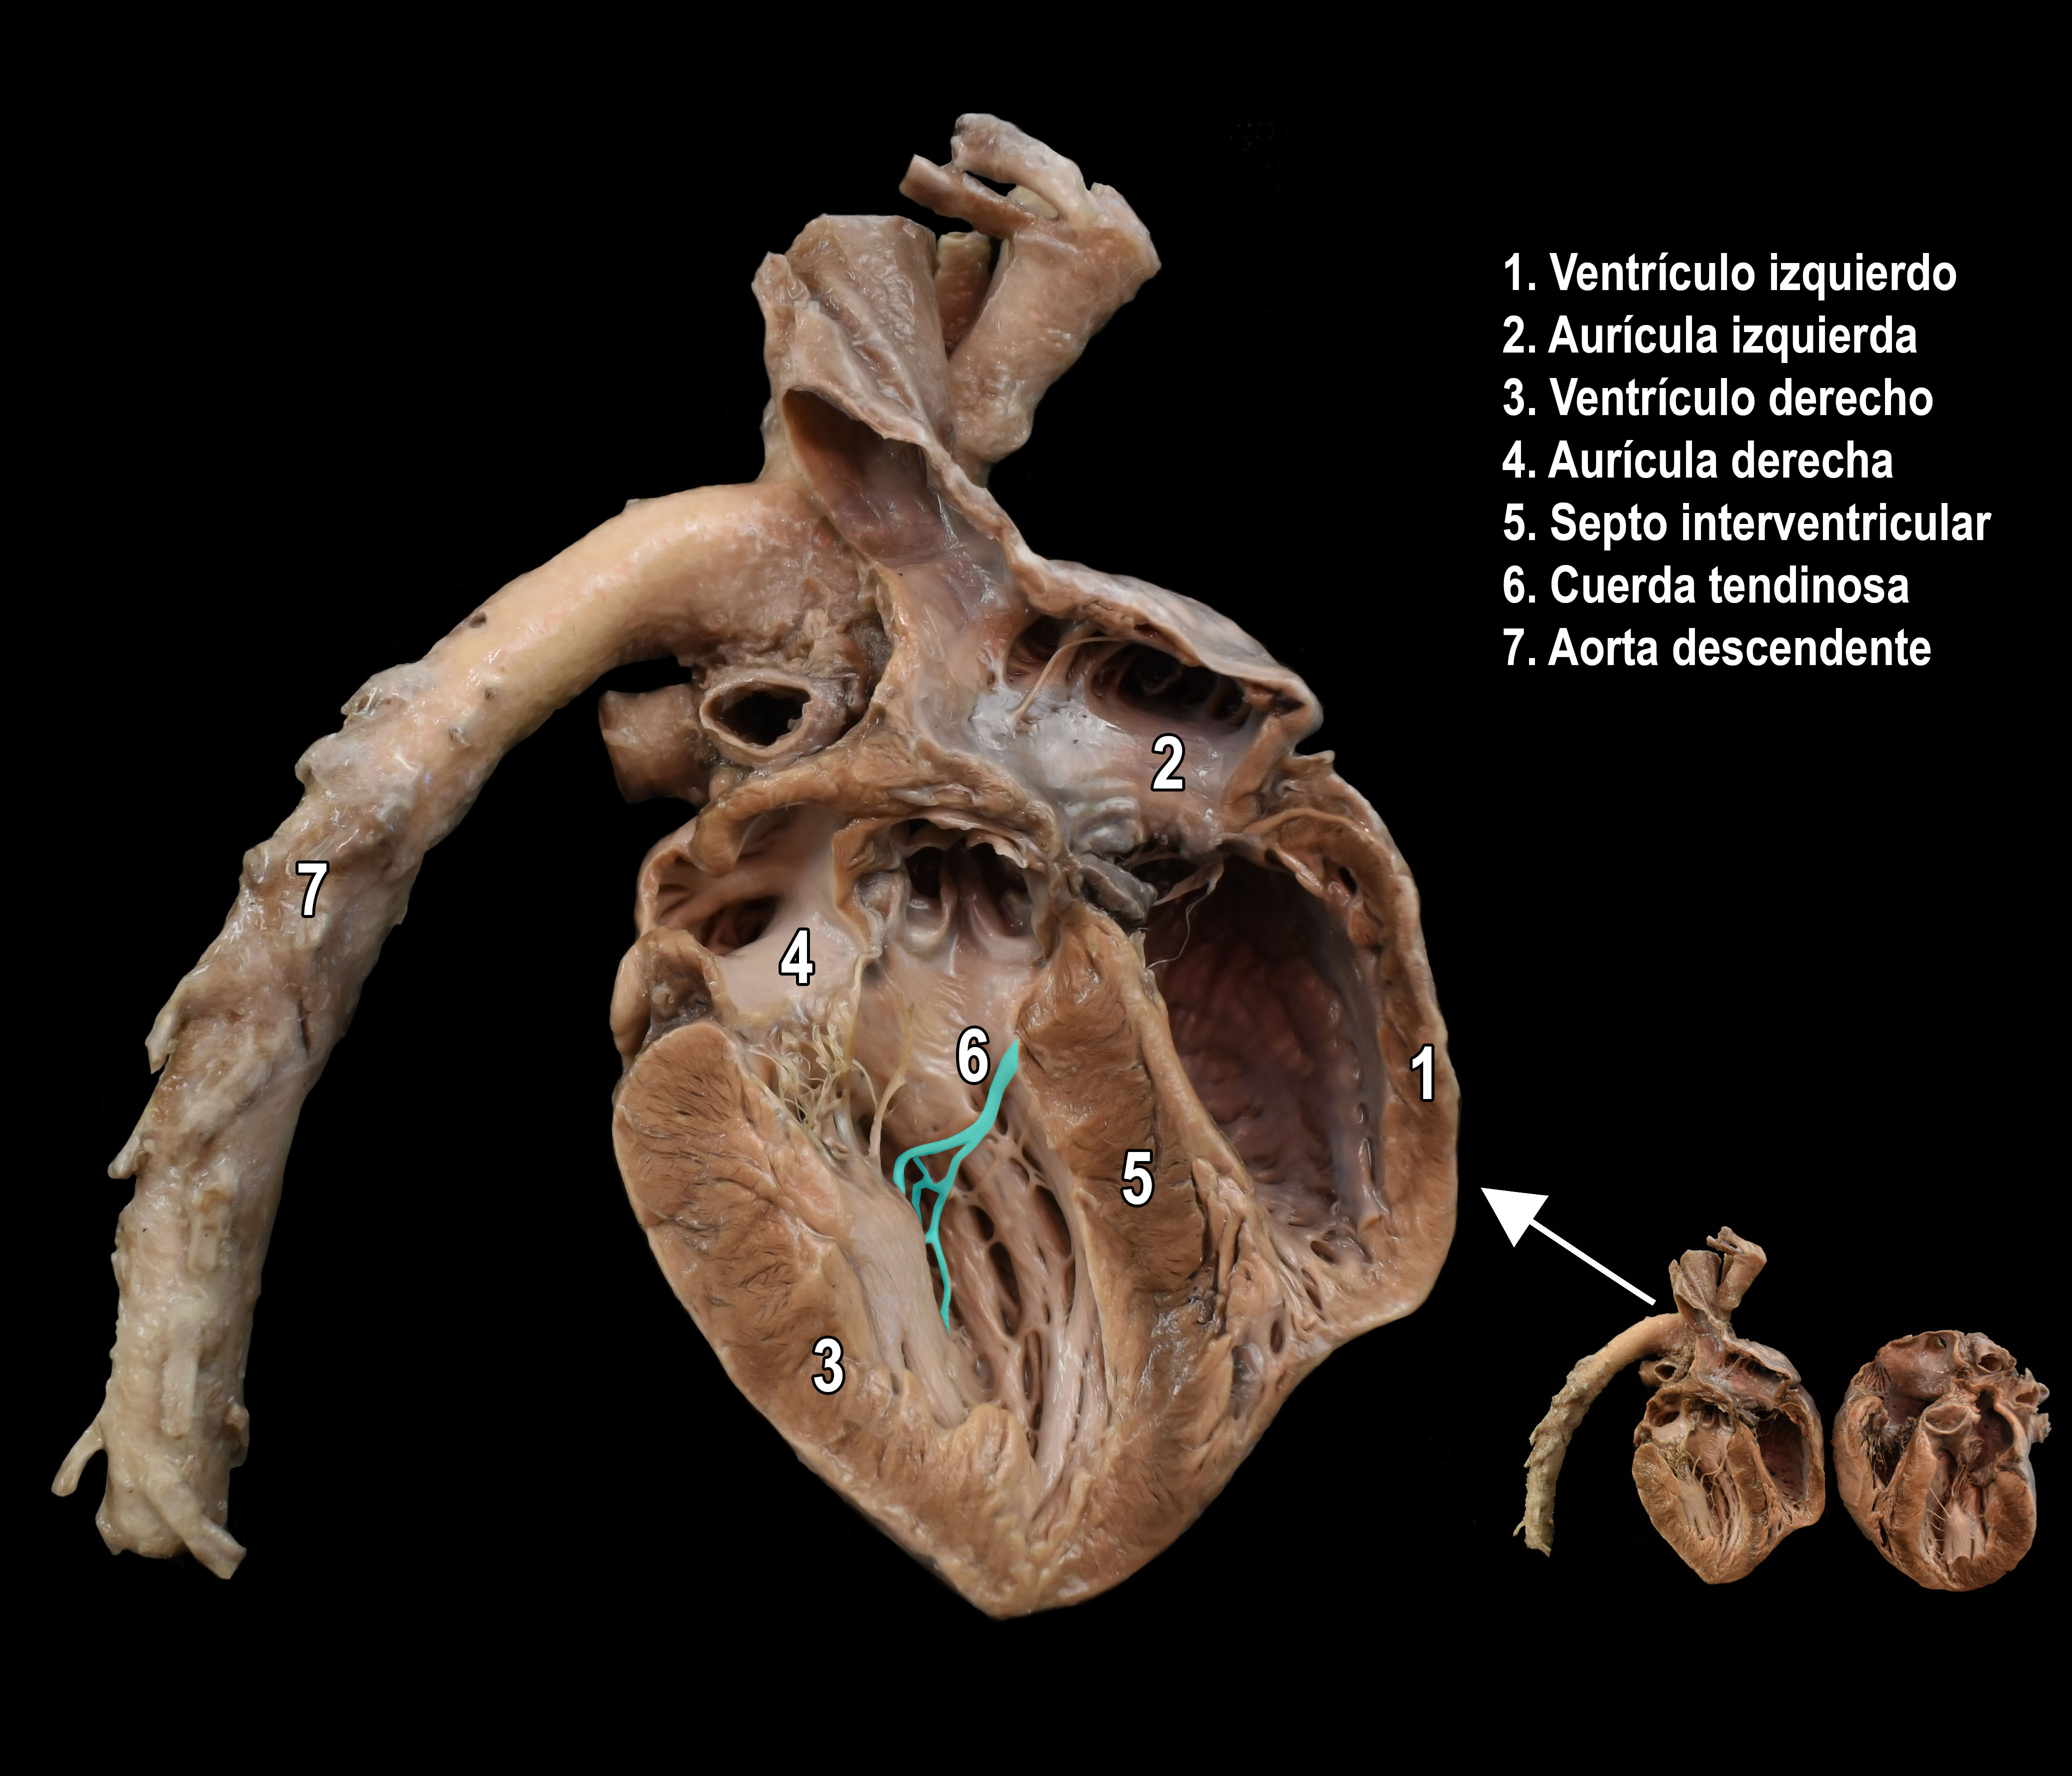 1. Ventrículo izquierdo
2. Aurícula izquierda
3. Ventrículo derecho
4. Aurícula derecha
5. Septo interventricular
6. Cuerda tendinosa
7. Aorta descendente
2
7
4
6
1
5
3